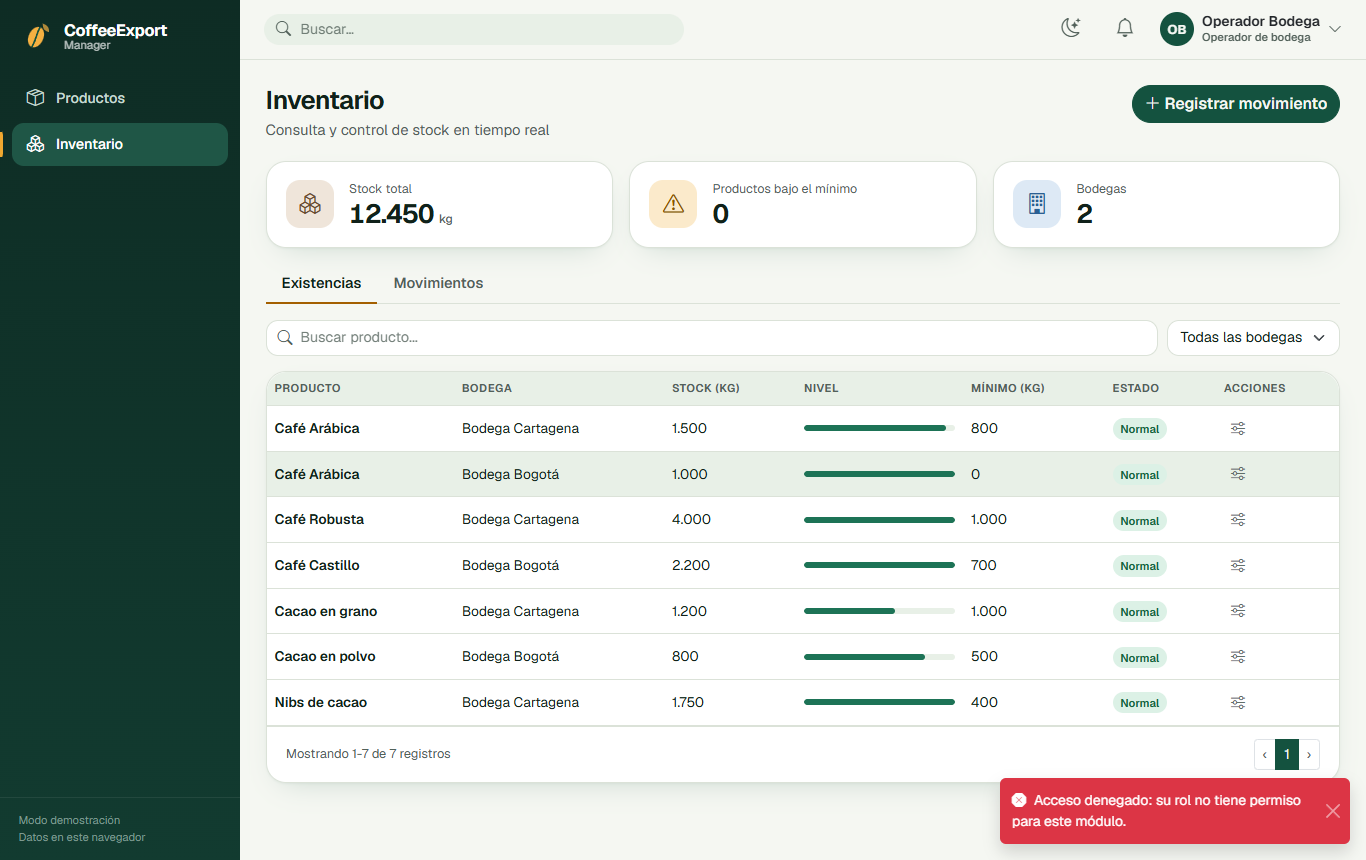 CoffeeExport
Manager
Productos
Inventario
Modo demostración
Datos en este navegador
Buscar...
OB
Operador Bodega
Operador de bodega
Inventario
Consulta y control de stock en tiempo real
+ Registrar movimiento
Stock total
12.450 kg
Productos bajo el mínimo
0
Bodegas
2
Existencias Movimientos
Buscar producto...
Todas las bodegas
PRODUCTO BODEGA STOCK (KG) NIVEL MÍNIMO (KG) ESTADO ACCIONES
Café Arábica Bodega Cartagena 1.500 800 Normal
Café Arábica Bodega Bogotá 1.000 0 Normal
Café Robusta Bodega Cartagena 4.000 1.000 Normal
Café Castillo Bodega Bogotá 2.200 700 Normal
Cacao en grano Bodega Cartagena 1.200 1.000 Normal
Cacao en polvo Bodega Bogotá 800 500 Normal
Nibs de cacao Bodega Cartagena 1.750 400 Normal
Mostrando 1-7 de 7 registros
‹ 1 ›
Acceso denegado: su rol no tiene permiso
para este módulo.